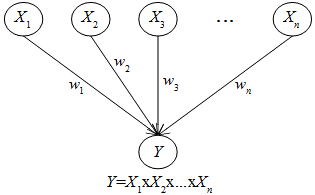 X1 X2 X3 ... Xn
w1 w2 w3 wn
Y
Y=X1xX2x...xXn